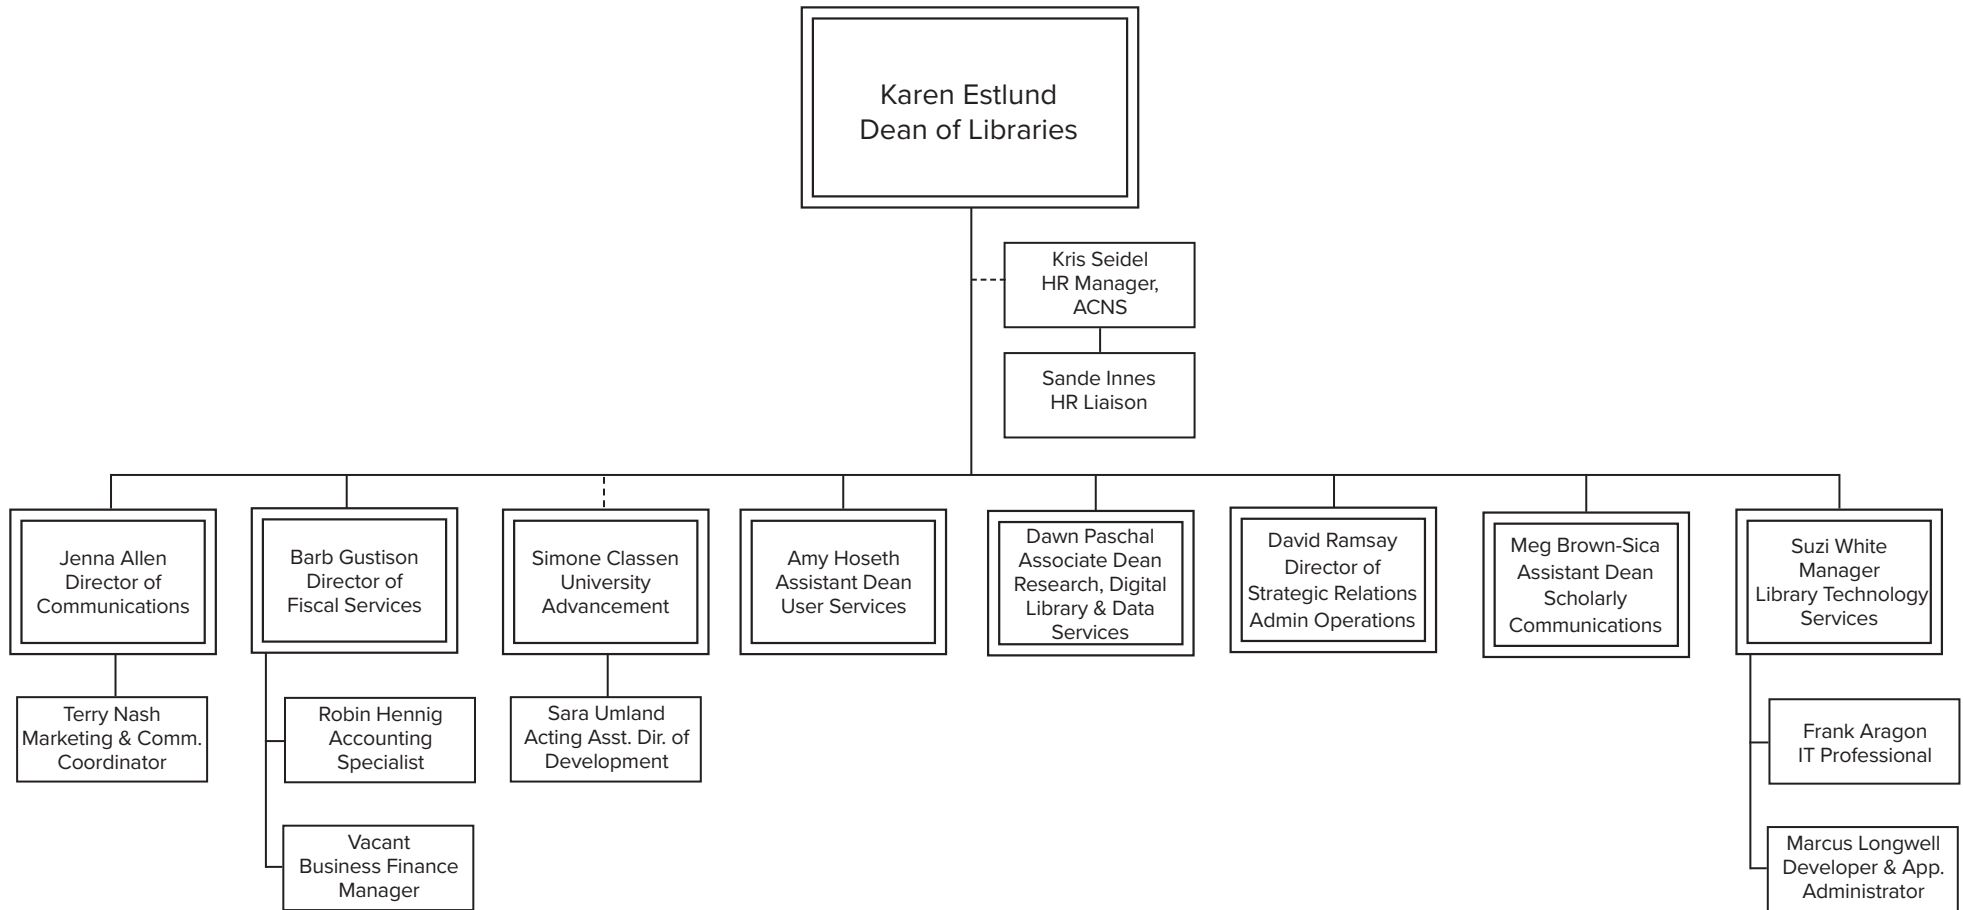 Karen Estlund
Dean of Libraries
Kris Seidel
HR Manager,
ACNS
Sande Innes
HR Liaison
Jenna Allen
Director of
Communications
Barb Gustison
Director of
Fiscal Services
Simone Classen
University
Advancement
Amy Hoseth
Assistant Dean
User Services
Dawn Paschal
Associate Dean
Research, Digital
Library & Data
Services
David Ramsay
Director of
Strategic Relations
Admin Operations
Meg Brown-Sica
Assistant Dean
Scholarly
Communications
Suzi White
Manager
Library Technology
Services
Terry Nash
Marketing & Comm.
Coordinator
Robin Hennig
Accounting
Specialist
Sara Umland
Acting Asst. Dir. of
Development
Frank Aragon
IT Professional
Vacant
Business Finance
Manager
Marcus Longwell
Developer & App.
Administrator